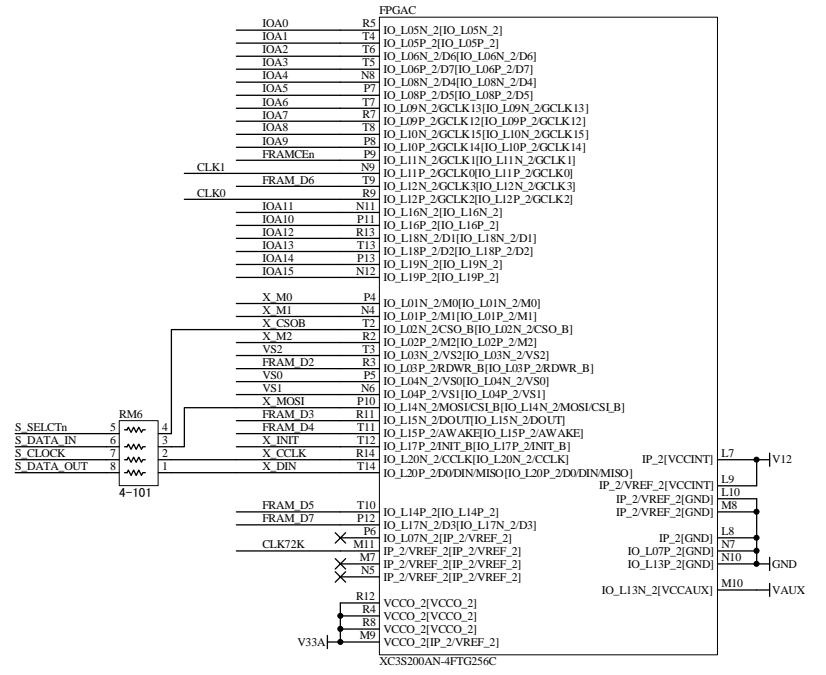 FPGAC
IOA0 R5 IO_L05N_2[IO_L05N_2]
IOA1 T4 IO_L05P_2[IO_L05P_2]
IOA2 T6 IO_L06N_2/D6[IO_L06N_2/D6]
IOA3 T5 IO_L06P_2/D7[IO_L06P_2/D7]
IOA4 N8 IO_L08N_2/D4[IO_L08N_2/D4]
IOA5 P7 IO_L08P_2/D5[IO_L08P_2/D5]
IOA6 T7 IO_L09N_2/GCLK13[IO_L09N_2/GCLK13]
IOA7 R7 IO_L09P_2/GCLK12[IO_L09P_2/GCLK12]
IOA8 T8 IO_L10N_2/GCLK15[IO_L10N_2/GCLK15]
IOA9 P8 IO_L10P_2/GCLK14[IO_L10P_2/GCLK14]
FRAMCEn P9 IO_L11N_2/GCLK1[IO_L11N_2/GCLK1]
CLK1 N9 IO_L11P_2/GCLK0[IO_L11P_2/GCLK0]
FRAM_D6 T9 IO_L12N_2/GCLK3[IO_L12N_2/GCLK3]
CLK0 R9 IO_L12P_2/GCLK2[IO_L12P_2/GCLK2]
IOA11 N11 IO_L16N_2[IO_L16N_2]
IOA10 P11 IO_L16P_2[IO_L16P_2]
IOA12 R13 IO_L18N_2/D1[IO_L18N_2/D1]
IOA13 T13 IO_L18P_2/D2[IO_L18P_2/D2]
IOA14 P13 IO_L19N_2[IO_L19N_2]
IOA15 N12 IO_L19P_2[IO_L19P_2]
X_M0 P4 IO_L01N_2/M0[IO_L01N_2/M0]
X_M1 N4 IO_L01P_2/M1[IO_L01P_2/M1]
X_CSOB T2 IO_L02N_2/CSO_B[IO_L02N_2/CSO_B]
X_M2 R2 IO_L02P_2/M2[IO_L02P_2/M2]
VS2 T3 IO_L03N_2/VS2[IO_L03N_2/VS2]
FRAM_D2 R3 IO_L03P_2/RDWR_B[IO_L03P_2/RDWR_B]
VS0 P5 IO_L04N_2/VS0[IO_L04N_2/VS0]
VS1 N6 IO_L04P_2/VS1[IO_L04P_2/VS1]
X_MOSI P10 IO_L14N_2/MOSI/CSI_B[IO_L14N_2/MOSI/CSI_B]
FRAM_D3 R11 IO_L15N_2/DOUT[IO_L15N_2/DOUT]
FRAM_D4 T11 IO_L15P_2/AWAKE[IO_L15P_2/AWAKE]
X_INIT T12 IO_L17P_2/INIT_B[IO_L17P_2/INIT_B]
X_CCLK R14 IO_L20N_2/CCLK[IO_L20N_2/CCLK]
X_DIN T14 IO_L20P_2/D0/DIN/MISO[IO_L20P_2/D0/DIN/MISO]
RM6
S_SELCTn 5 4
S_DATA_IN 6 3
S_CLOCK 7 2
S_DATA_OUT 8 1
4-101
FRAM_D5 T10 IO_L14P_2[IO_L14P_2]
FRAM_D7 P12 IO_L17N_2/D3[IO_L17N_2/D3]
P6 IO_L07N_2[IP_2/VREF_2]
CLK72K M11 IP_2/VREF_2[IP_2/VREF_2]
M7 IP_2/VREF_2[IP_2/VREF_2]
N5 IP_2/VREF_2[IP_2/VREF_2]
R12 VCCO_2[VCCO_2]
R4 VCCO_2[VCCO_2]
R8 VCCO_2[VCCO_2]
V33A M9 VCCO_2[IP_2/VREF_2]
IP_2[VCCINT] L7 V12
IP_2/VREF_2[VCCINT] L9
IP_2/VREF_2[GND] L10
IP_2/VREF_2[GND] M8
IP_2[GND] L8
IO_L07P_2[GND] N7
IO_L13P_2[GND] N10 GND
IO_L13N_2[VCCAUX] M10 VAUX
XC3S200AN-4FTG256C